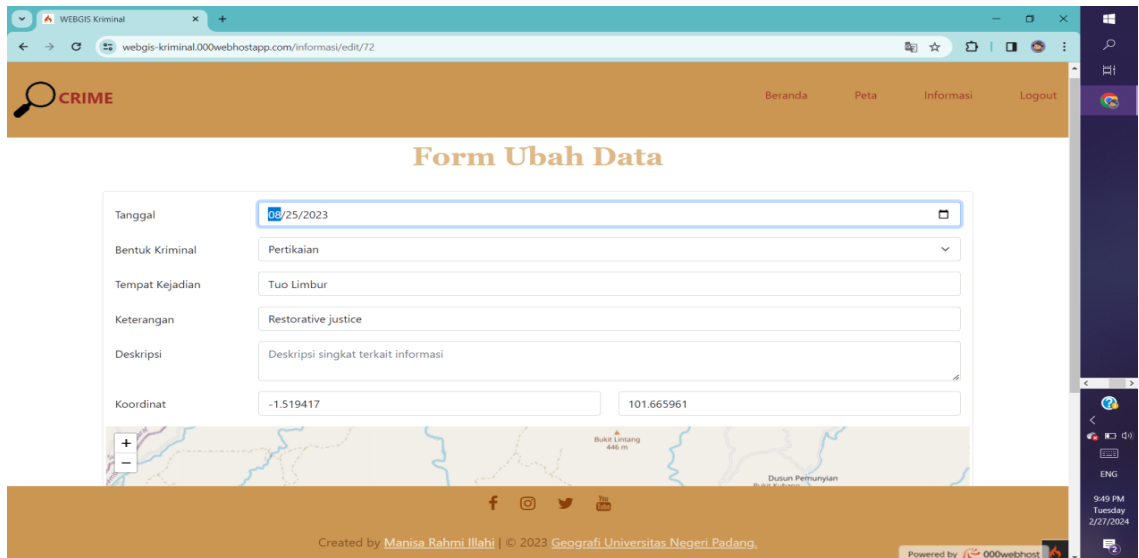 WEBGIS Kriminal
webgis-kriminal.000webhostapp.com/informasi/edit/72
CRIME
Beranda Peta Informasi Logout
Form Ubah Data
Tanggal 08/25/2023
Bentuk Kriminal Pertikaian
Tempat Kejadian Tuo Limbur
Keterangan Restorative justice
Deskripsi Deskripsi singkat terkait informasi
Koordinat -1.519417 101.665961
+
−
Bukit Lintang
446 m
Dusun Pemunyian
You
Tube
Created by Manisa Rahmi Illahi | © 2023 Geografi Universitas Negeri Padang.
Powered by 000webhost
ENG
9:49 PM
Tuesday
2/27/2024
2